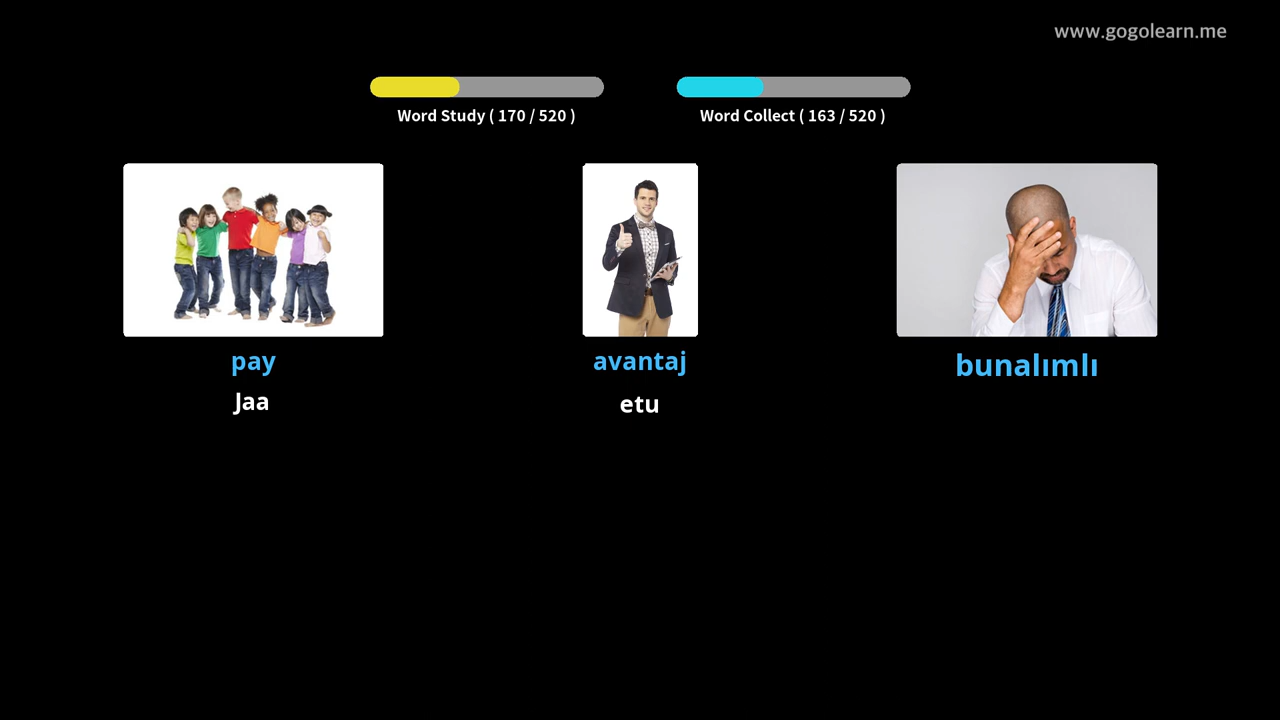 www.gogolearn.me
Word Study ( 170 / 520 )
Word Collect ( 163 / 520 )
pay
Jaa
avantaj
etu
bunalımlı